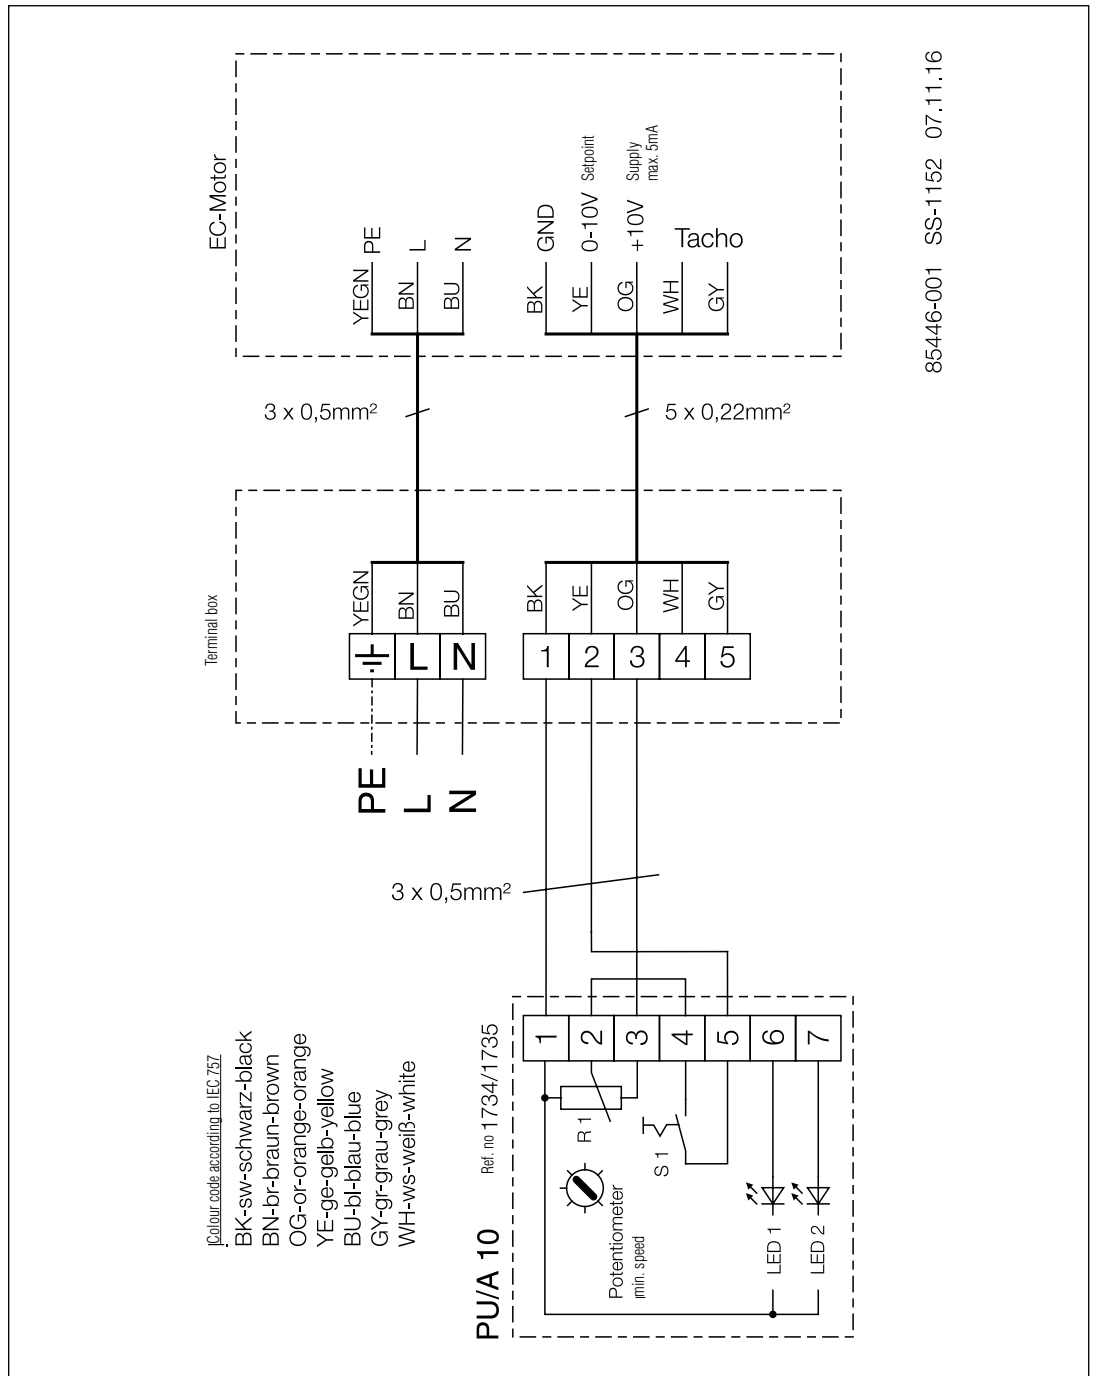 EC-Motor
PE
L
N
GND
0-10V Setpoint
+10V Supply
max. 5mA
Tacho
YEGN
BN
BU
BK
YE
OG
WH
GY
3 x 0,5mm²
5 x 0,22mm²
Terminal box
YEGN
BN
BU
BK
YE
OG
WH
GY
L
N
1
2
3
4
5
PE
L
N
3 x 0,5mm²
PU/A 10
Ref. no 1734/1735
1
2
3
4
5
6
7
R 1
S 1
Potentiometer
min. speed
LED 1
LED 2
Colour code according to IEC 757
BK-sw-schwarz-black
BN-br-braun-brown
OG-or-orange-orange
YE-ge-gelb-yellow
BU-bl-blau-blue
GY-gr-grau-grey
WH-ws-weiß-white
85446-001 SS-1152 07.11.16